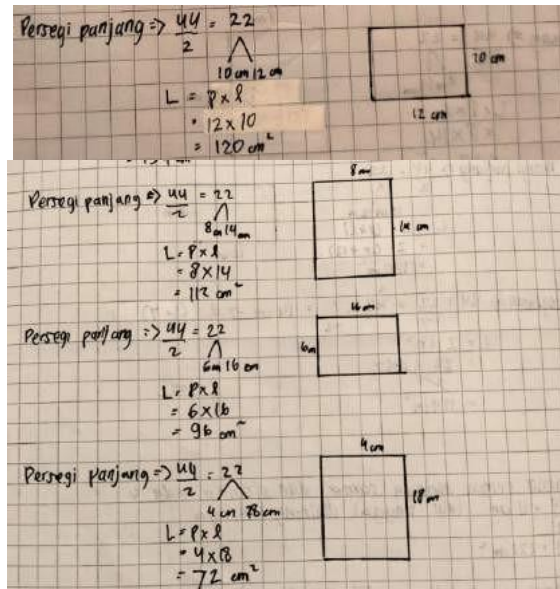 Persegi panjang => 44/2 = 22
10 cm 12 cm
L = p x l
= 12 x 10
= 120 cm²
10 cm
12 cm
Persegi panjang => 44/2 = 22
8 cm 14 cm
L = p x l
= 8 x 14
= 112 cm²
8 cm
14 cm
Persegi panjang => 44/2 = 22
6 cm 16 cm
L = p x l
= 6 x 16
= 96 cm²
6 cm
Persegi panjang => 44/2 = 22
4 cm 18 cm
L = p x l
= 4 x 18
= 72 cm²
4 cm
18 cm